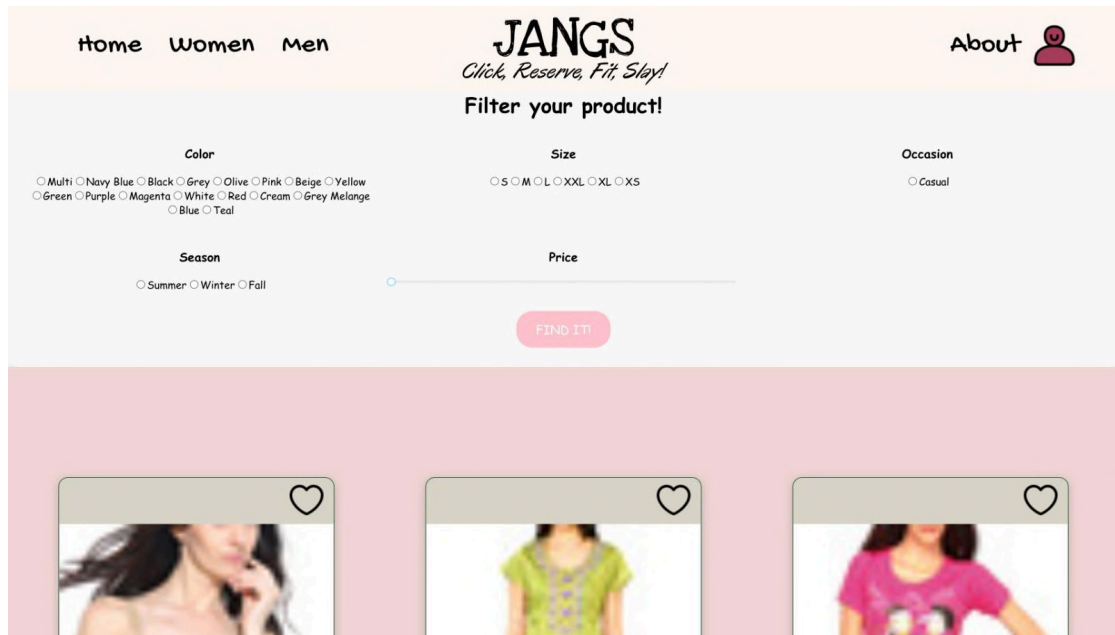 Home Women Men
JANGS
Click, Reserve, Fit, Slay!
About
Filter your product!
Color
Multi Navy Blue Black Grey Olive Pink Beige Yellow
Green Purple Magenta White Red Cream Grey Melange
Blue Teal
Size
S M L XXL XL XS
Occasion
Casual
Season
Summer Winter Fall
Price
FIND IT!